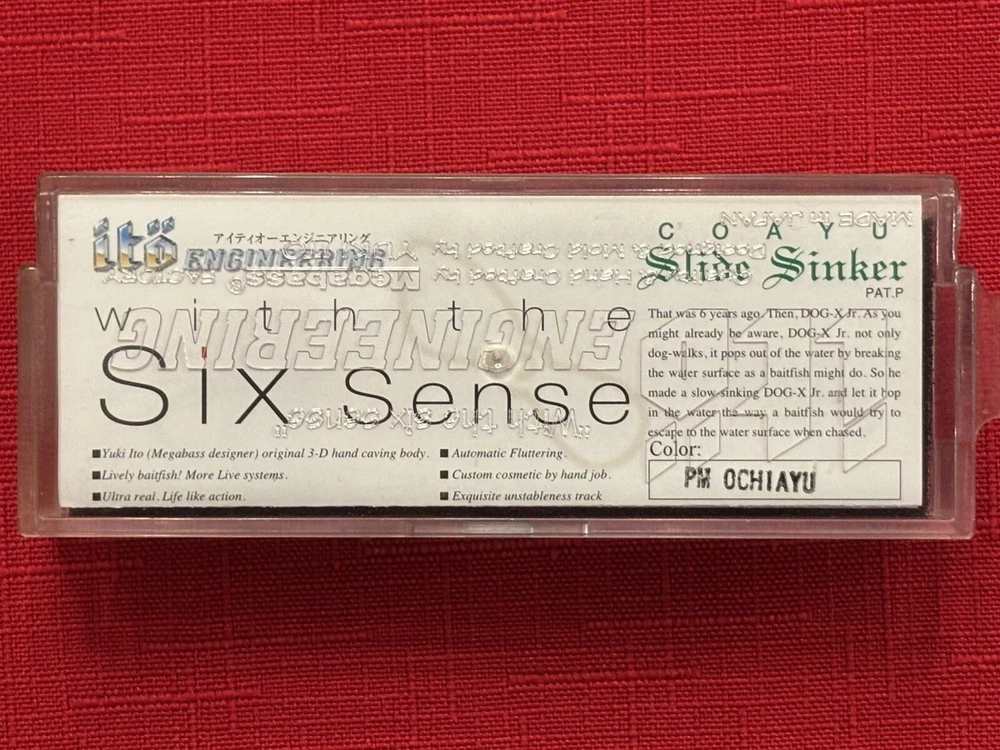 itö ENGINEERING
アイティオーエンジニアリング
with the
Six Sense
■Yuki Ito (Megabass designer) original 3-D hand caving body.
■Lively baitfish! More Live systems.
■Ultra real. Life like action.
■Automatic Fluttering.
■Custom cosmetic by hand job.
■Exquisite unstableness track
COAYU
Slide Sinker
PAT.P
That was 6 years ago. Then, DOG-X Jr. As you
might already be aware, DOG-X Jr. not only
dog-walks, it pops out of the water by breaking
the water surface as a baitfish might do. So he
made a slow-sinking DOG-X Jr. and let it hop
in the water the way a baitfish would try to
escape to the water surface when chased.
Color:
PM OCHIAYU
MADE IN JAPAN
Megabass® FACTORY
ITO
ENGINEERING
"with the six sense"